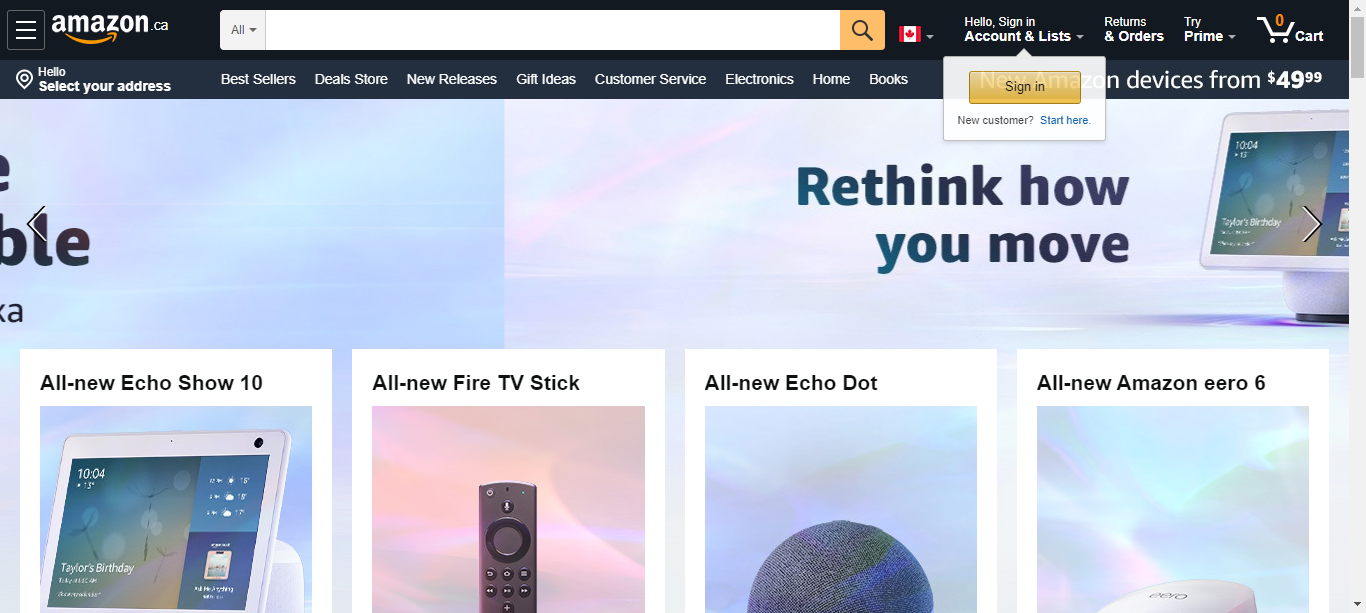 amazon.ca
All
Hello, Sign in
Account & Lists
Returns
& Orders
Try
Prime
0
Cart
Hello
Select your address
Best Sellers
Deals Store
New Releases
Gift Ideas
Customer Service
Electronics
Home
Books
New Amazon devices from $49.99
Sign in
New customer? Start here.
e
ble
xa
Rethink how
you move
10:04
13°
Taylor's Birthday
All-new Echo Show 10
All-new Fire TV Stick
All-new Echo Dot
All-new Amazon eero 6
10:04
13°
Taylor's Birthday
Ask Me Anything
eero